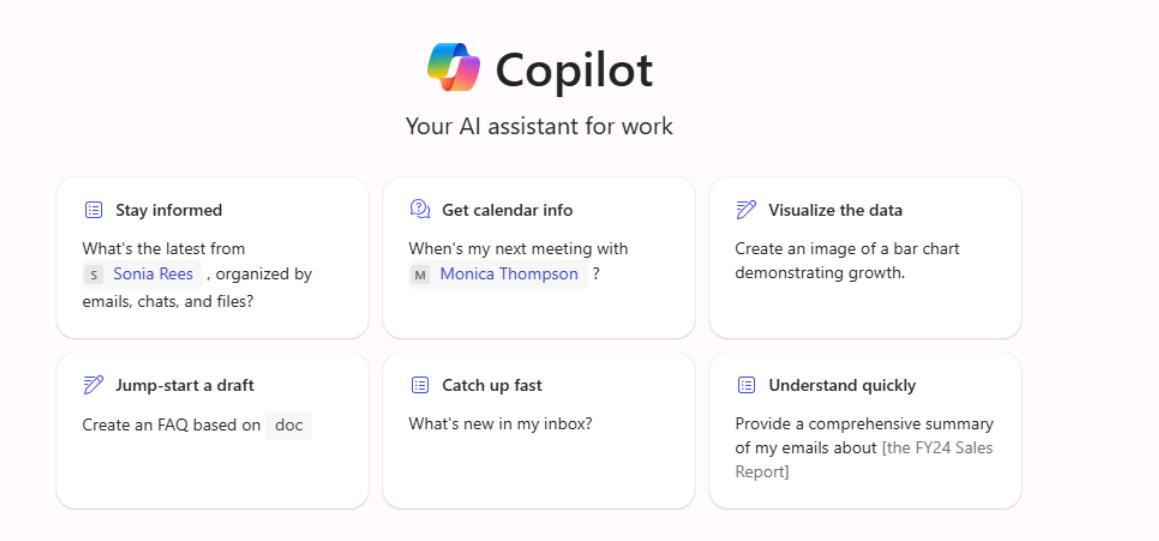 Copilot
Your AI assistant for work
Stay informed
What's the latest from
S Sonia Rees , organized by
emails, chats, and files?
Get calendar info
When's my next meeting with
M Monica Thompson ?
Visualize the data
Create an image of a bar chart
demonstrating growth.
Jump-start a draft
Create an FAQ based on doc
Catch up fast
What's new in my inbox?
Understand quickly
Provide a comprehensive summary
of my emails about [the FY24 Sales
Report]